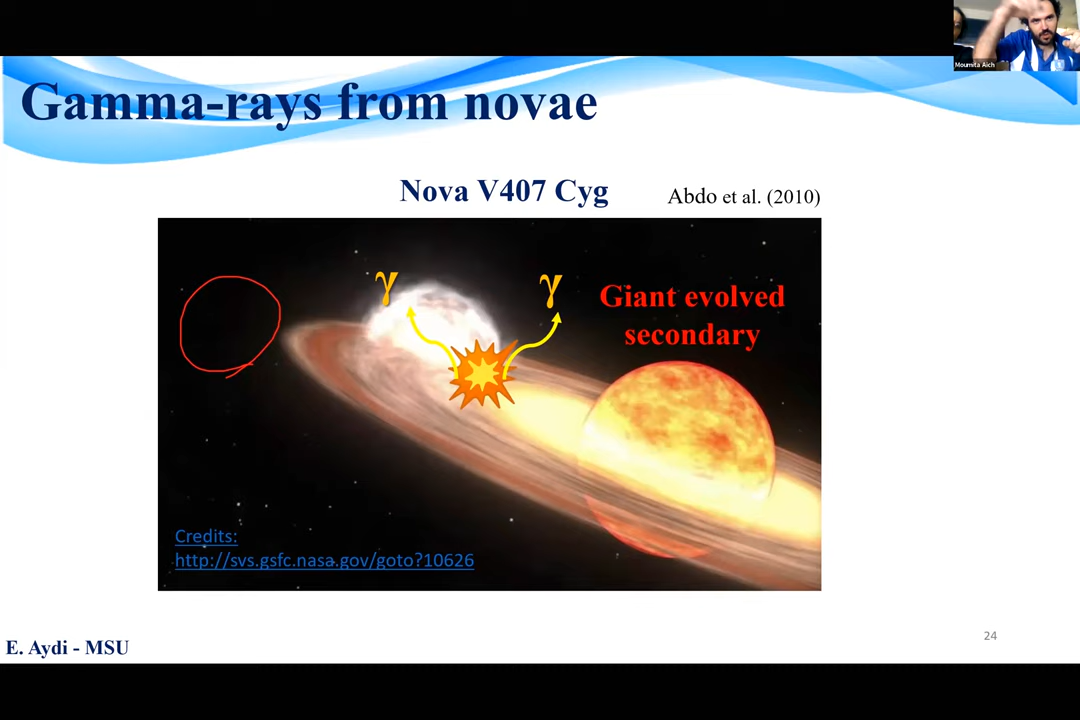 Moumita Aich
Gamma-rays from novae
Nova V407 Cyg
Abdo et al. (2010)
γ
γ
Giant evolved
secondary
Credits:
http://svs.gsfc.nasa.gov/goto?10626
24
E. Aydi - MSU